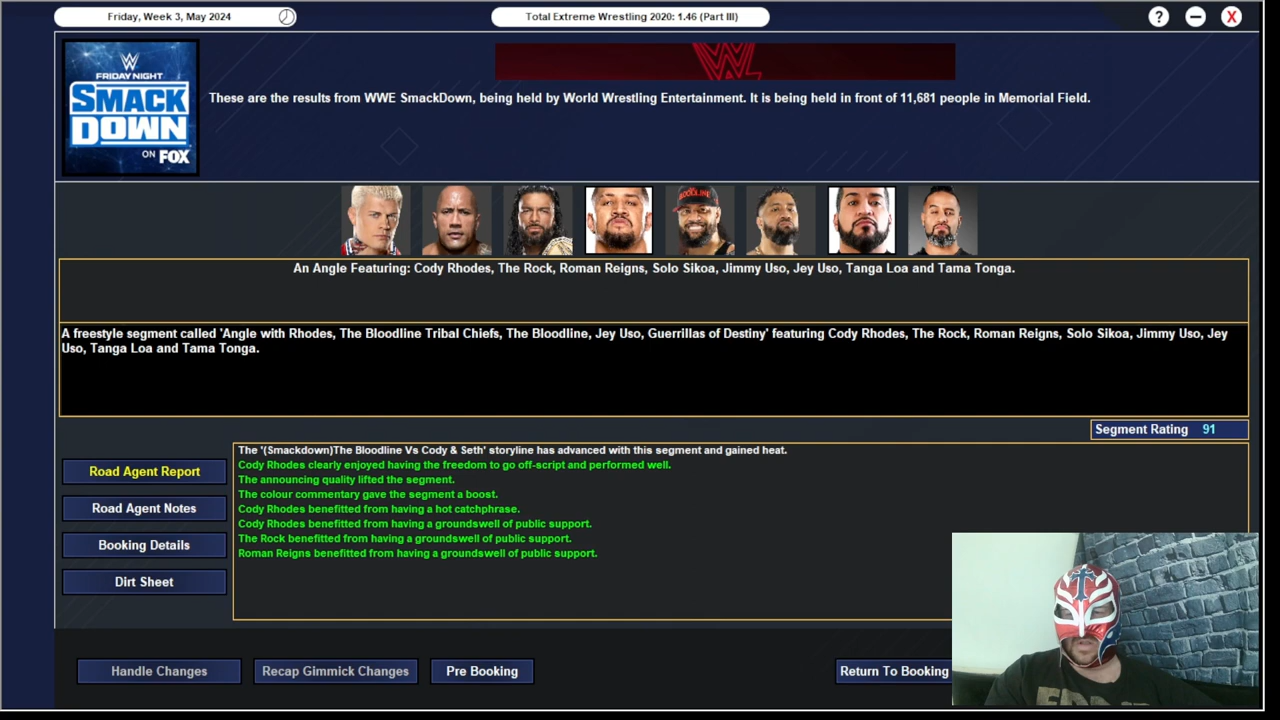 Friday, Week 3, May 2024
Total Extreme Wrestling 2020: 1.46 (Part III)
?
X
FRIDAY NIGHT
SMACK
DOWN
ON FOX
These are the results from WWE SmackDown, being held by World Wrestling Entertainment. It is being held in front of 11,681 people in Memorial Field.
An Angle Featuring: Cody Rhodes, The Rock, Roman Reigns, Solo Sikoa, Jimmy Uso, Jey Uso, Tanga Loa and Tama Tonga.
A freestyle segment called 'Angle with Rhodes, The Bloodline Tribal Chiefs, The Bloodline, Jey Uso, Guerrillas of Destiny' featuring Cody Rhodes, The Rock, Roman Reigns, Solo Sikoa, Jimmy Uso, Jey
Uso, Tanga Loa and Tama Tonga.
Segment Rating 91
The '(Smackdown)The Bloodline Vs Cody & Seth' storyline has advanced with this segment and gained heat.
Cody Rhodes clearly enjoyed having the freedom to go off-script and performed well.
The announcing quality lifted the segment.
The colour commentary gave the segment a boost.
Cody Rhodes benefitted from having a hot catchphrase.
Cody Rhodes benefitted from having a groundswell of public support.
The Rock benefitted from having a groundswell of public support.
Roman Reigns benefitted from having a groundswell of public support.
Road Agent Report
Road Agent Notes
Booking Details
Dirt Sheet
Handle Changes
Recap Gimmick Changes
Pre Booking
Return To Booking